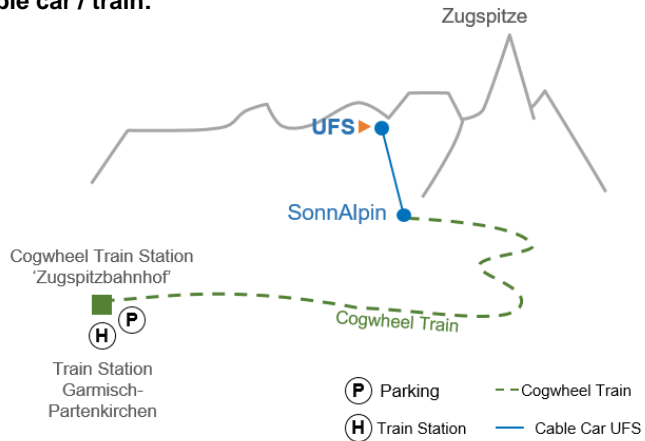 ple car / train:
Zugspitze
UFS
SonnAlpin
Cogwheel Train Station
'Zugspitzbahnhof'
P
H
Cogwheel Train
Train Station
Garmisch-
Partenkirchen
P Parking
Cogwheel Train
H Train Station
Cable Car UFS